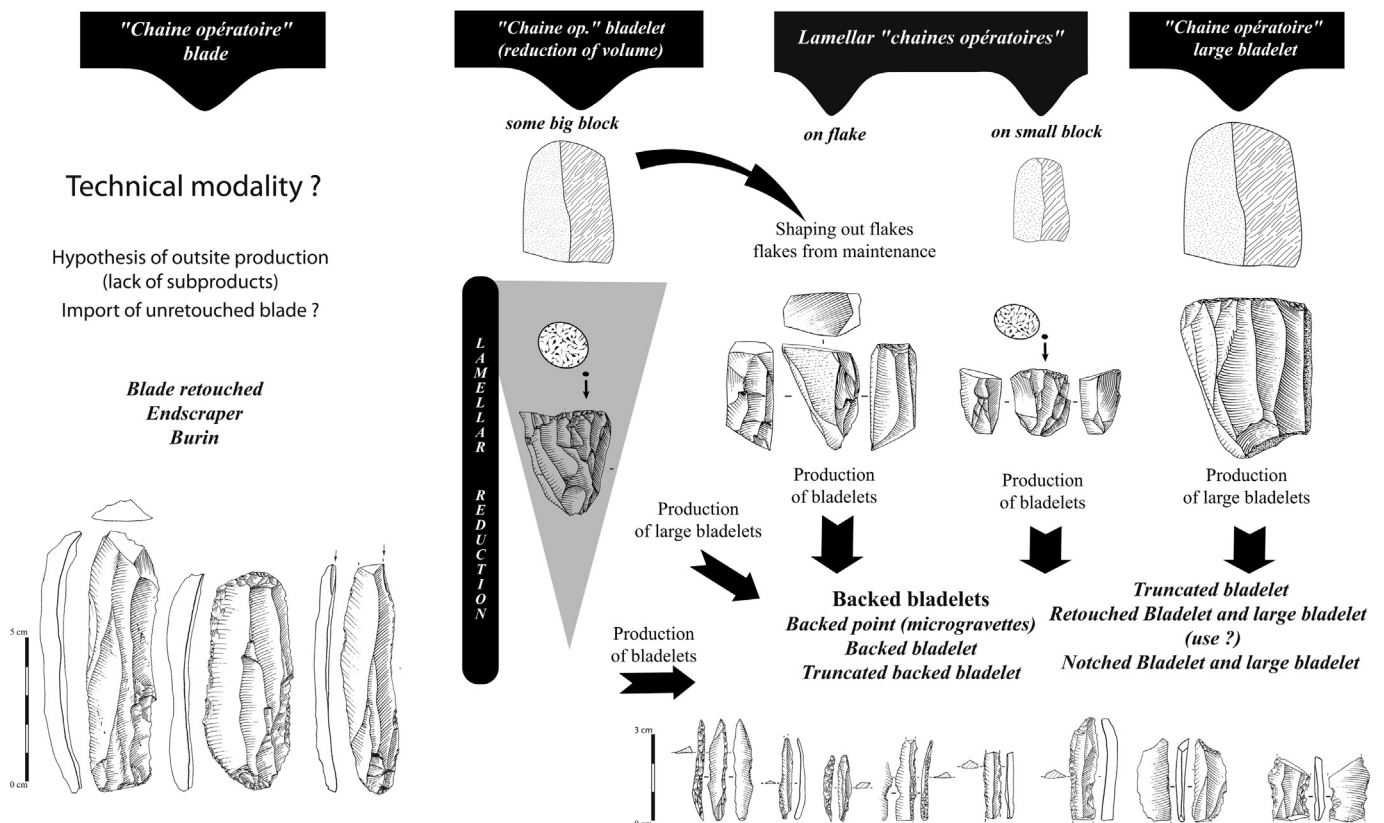 "Chaine opératoire"
blade
Technical modality ?
Hypothesis of outsite production
(lack of subproducts)
Import of unretouched blade ?
Blade retouched
Endscraper
Burin
5 cm
0 cm
"Chaine op." bladelet
(reduction of volume)
some big block
LAMELLAR REDUCTION
Production
of large bladelets
Production
of bladelets
Lamellar "chaines opératoires"
on flake
on small block
Shaping out flakes
flakes from maintenance
Production
of bladelets
Production
of bladelets
Backed bladelets
Backed point (microgravettes)
Backed bladelet
Truncated backed bladelet
"Chaine opératoire"
large bladelet
Production
of large bladelets
Truncated bladelet
Retouched Bladelet and large bladelet
(use ?)
Notched Bladelet and large bladelet
3 cm